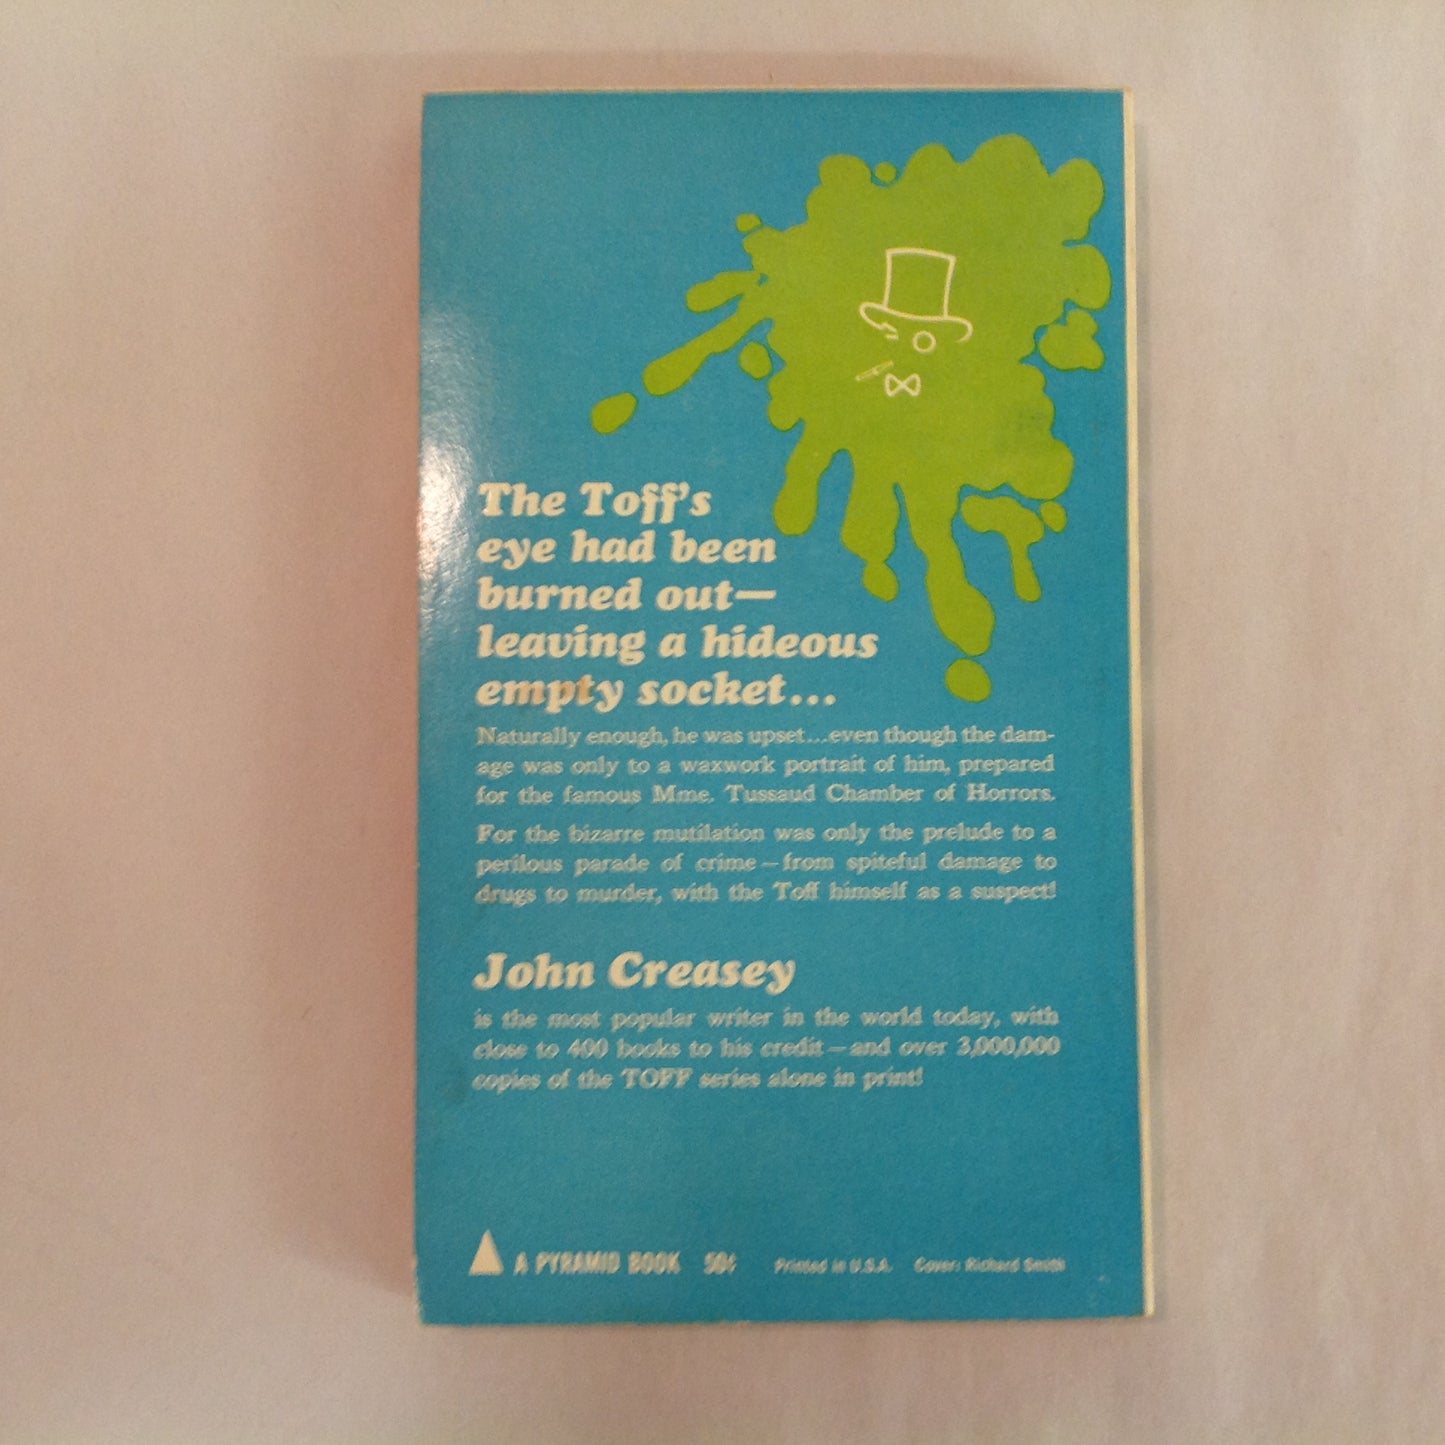 The Toff's
eye had been
burned out—
leaving a hideous
empty socket...
Naturally enough, he was upset...even though the dam-
age was only to a waxwork portrait of him, prepared
for the famous Mme. Tussaud Chamber of Horrors.
For the bizarre mutilation was only the prelude to a
perilous parade of crime – from spiteful damage to
drugs to murder, with the Toff himself as a suspect!
John Creasey
is the most popular writer in the world today, with
close to 400 books to his credit – and over 3,000,000
copies of the TOFF series alone in print!
A PYRAMID BOOK 50¢ Printed in U.S.A. Cover: Richard Smith